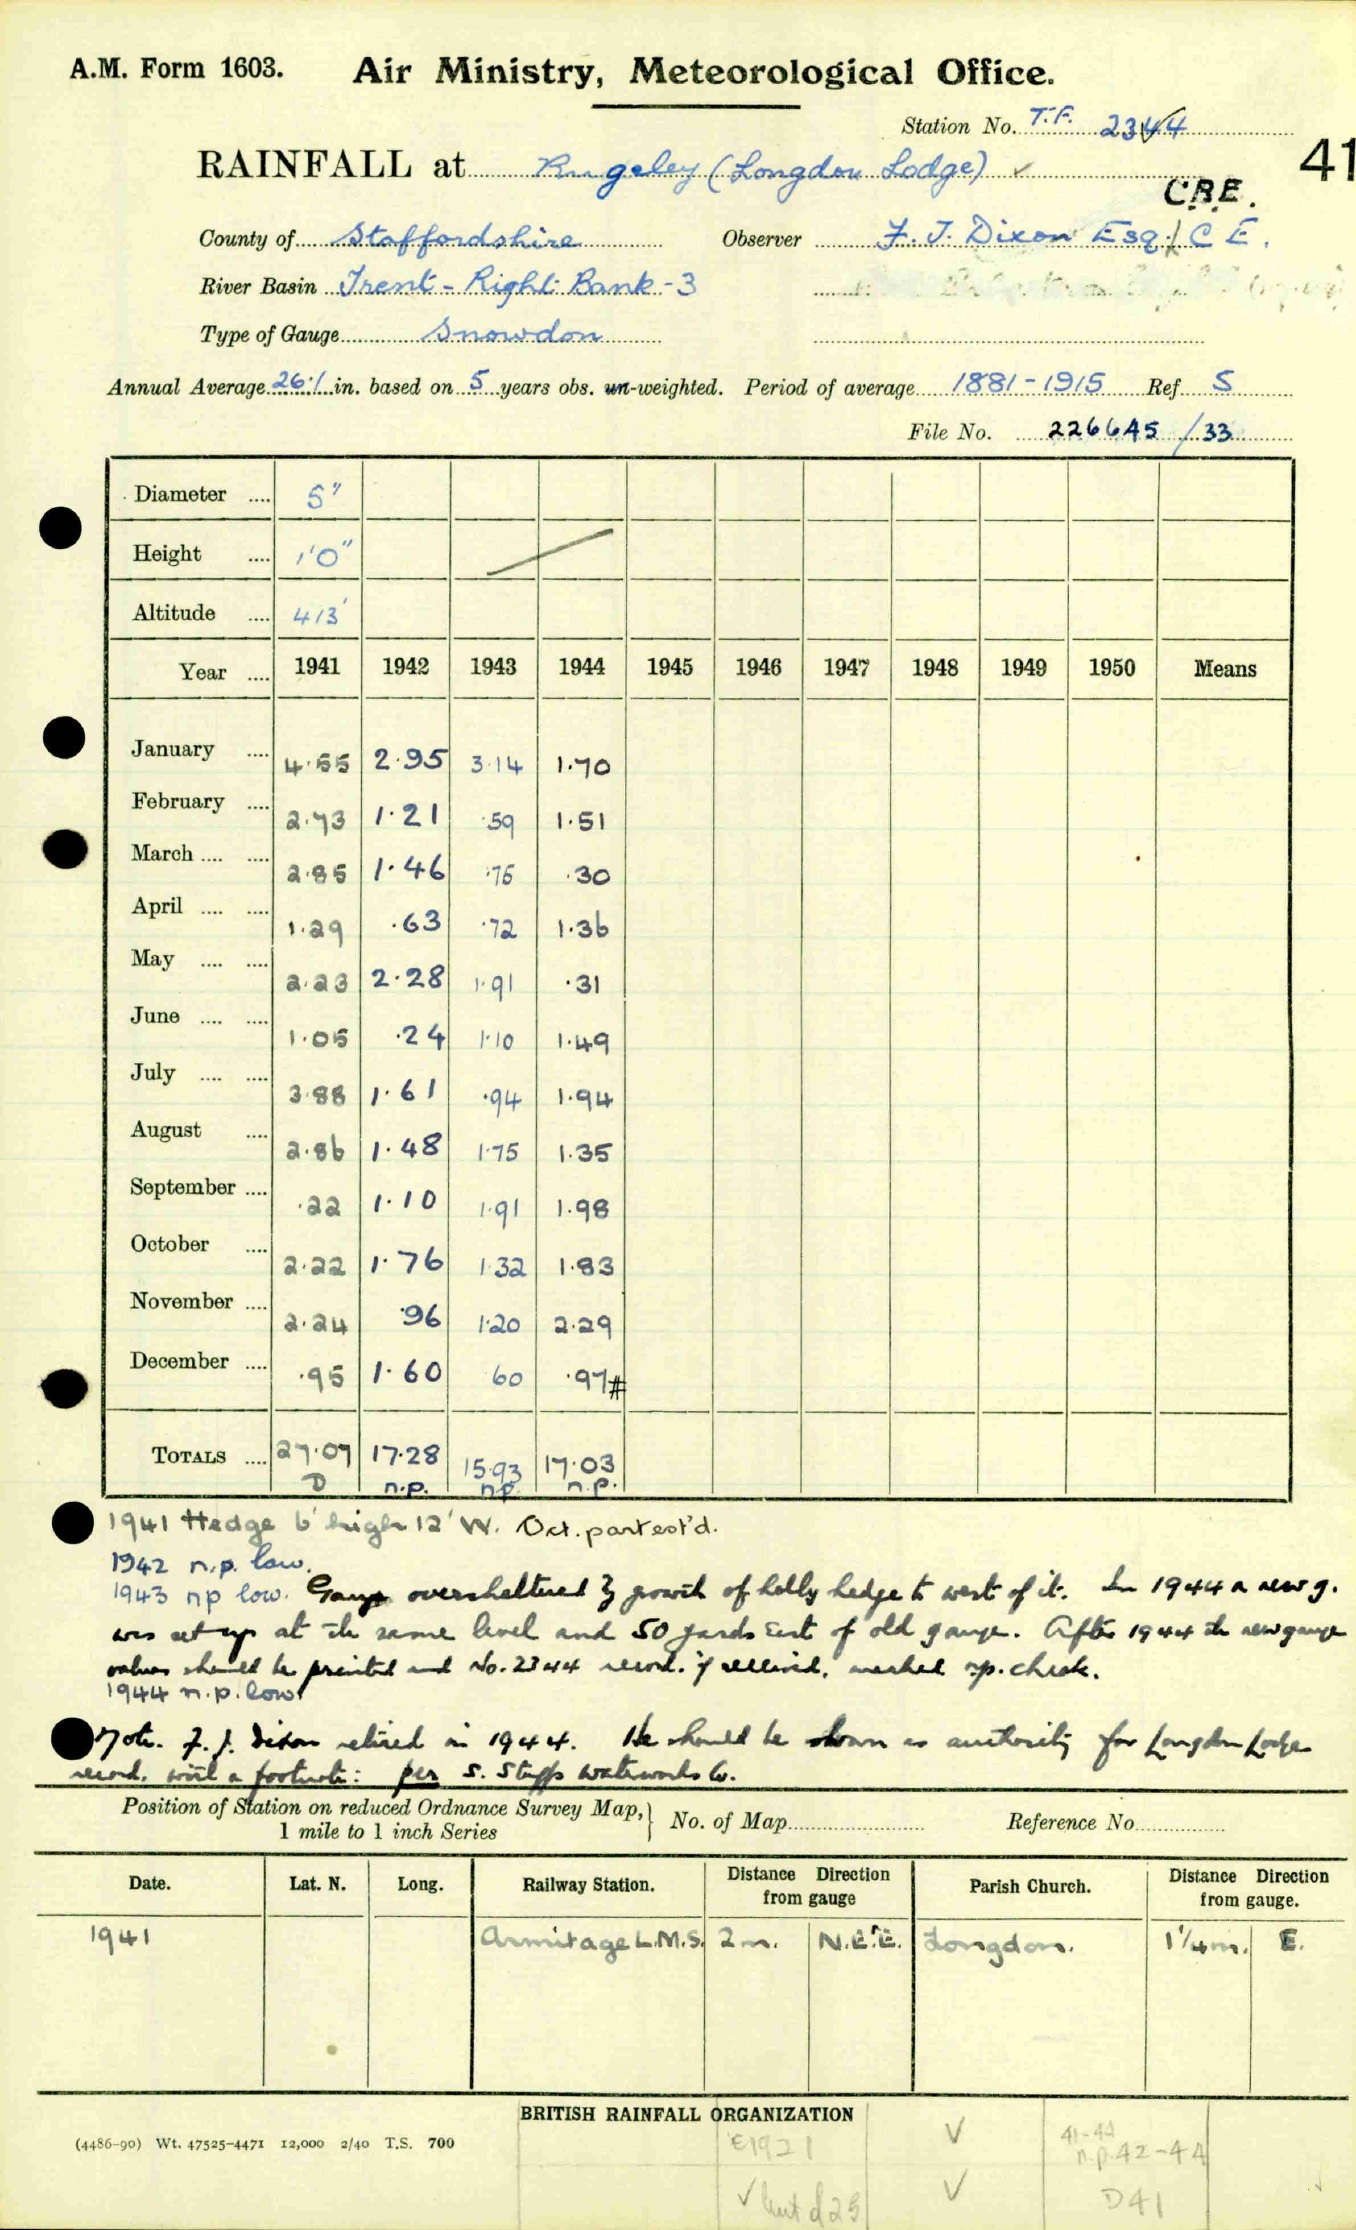 A.M. Form 1603. Air Ministry, Meteorological Office.
Station No. T.F. 2344
41
RAINFALL at Rugeley (Longdon Lodge) ✓
C.B.E.
County of Staffordshire Observer F. J. Dixon Esq. C E.
River Basin Trent - Right Bank - 3
Type of Gauge Snowdon
Annual Average 26.1 in. based on 5 years obs. un-weighted. Period of average 1881-1915 Ref S
File No. 226645/33
Diameter .... 5"
Height .... 1'0"
Altitude .... 413'
Year .... 1941 1942 1943 1944 1945 1946 1947 1948 1949 1950 Means
January .... 4.55 2.95 3.14 1.70
February .... 2.73 1.21 .59 1.51
March .... .... 2.85 1.46 .75 .30
April .... .... 1.29 .63 .72 1.36
May .... .... 2.23 2.28 1.91 .31
June .... .... 1.05 .24 1.10 1.49
July .... .... 3.88 1.61 .94 1.94
August .... 2.86 1.48 1.75 1.35
September .... .22 1.10 1.91 1.98
October .... 2.22 1.76 1.32 1.83
November .... 2.24 .96 1.20 2.29
December .... .95 1.60 60 .97#
TOTALS .... 27.07 17.28 15.93 17.03
D n.p. n.p. n.p.
1941 Hedge 6' high 12' W. Oct. part est'd.
1942 n.p. low.
1943 np low. Gauge oversheltered by growth of holly hedge to west of it. In 1944 a new g.
was set up at the same level and 50 yards East of old gauge. After 1944 the new gauge
values should be printed and No. 2344 record, if received, marked n.p. check.
1944 n.p. low
Note. F. J. Dixon retired in 1944. He should be shown as authority for Longdon Lodge
record, with a footnote: per S. Staffs Waterworks Co.
Position of Station on reduced Ordnance Survey Map, 1 mile to 1 inch Series } No. of Map Reference No.
Date. Lat. N. Long. Railway Station. Distance Direction from gauge Parish Church. Distance Direction from gauge.
1941 Armitage L.M.S. 2m. N.E.'E. Longdon. 1¼m. E.
BRITISH RAINFALL ORGANIZATION
(4486-90) Wt. 47525-4471 12,000 2/40 T.S. 700
E1921 ✓ 41-44
n.p. 42-44
✓ but d 25 ✓ D41